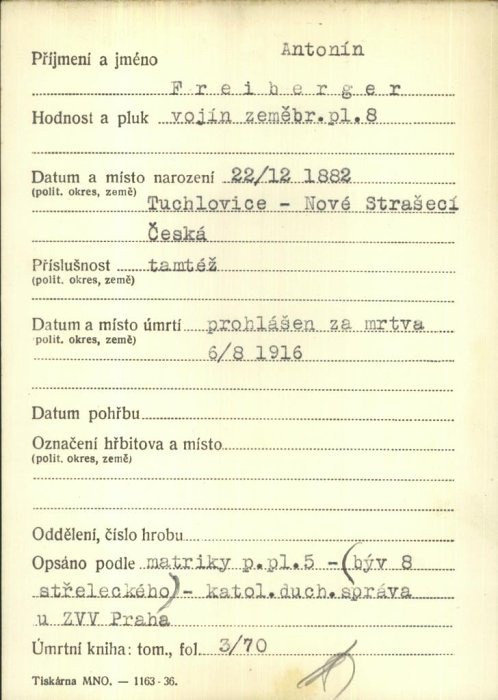 Antonín
Příjmení a jméno
Freiberger
Hodnost a pluk vojín zeměbr.pl.8
Datum a místo narození 22/12 1882
(polit. okres, země)
Tuchlovice - Nové Strašecí
Česká
Příslušnost tamtéž
(polit. okres, země)
Datum a místo úmrtí prohlášen za mrtva
polit. okres, země)
6/8 1916
Datum pohřbu
Označení hřbitova a místo
(polit. okres, země)
Oddělení, číslo hrobu
Opsáno podle matriky p.pl.5 - (býv 8
střeleckého) - katol.duch.správa
u ZVV Praha
Úmrtní kniha: tom., fol. 3/70
Tiskárna MNO. — 1163-36.